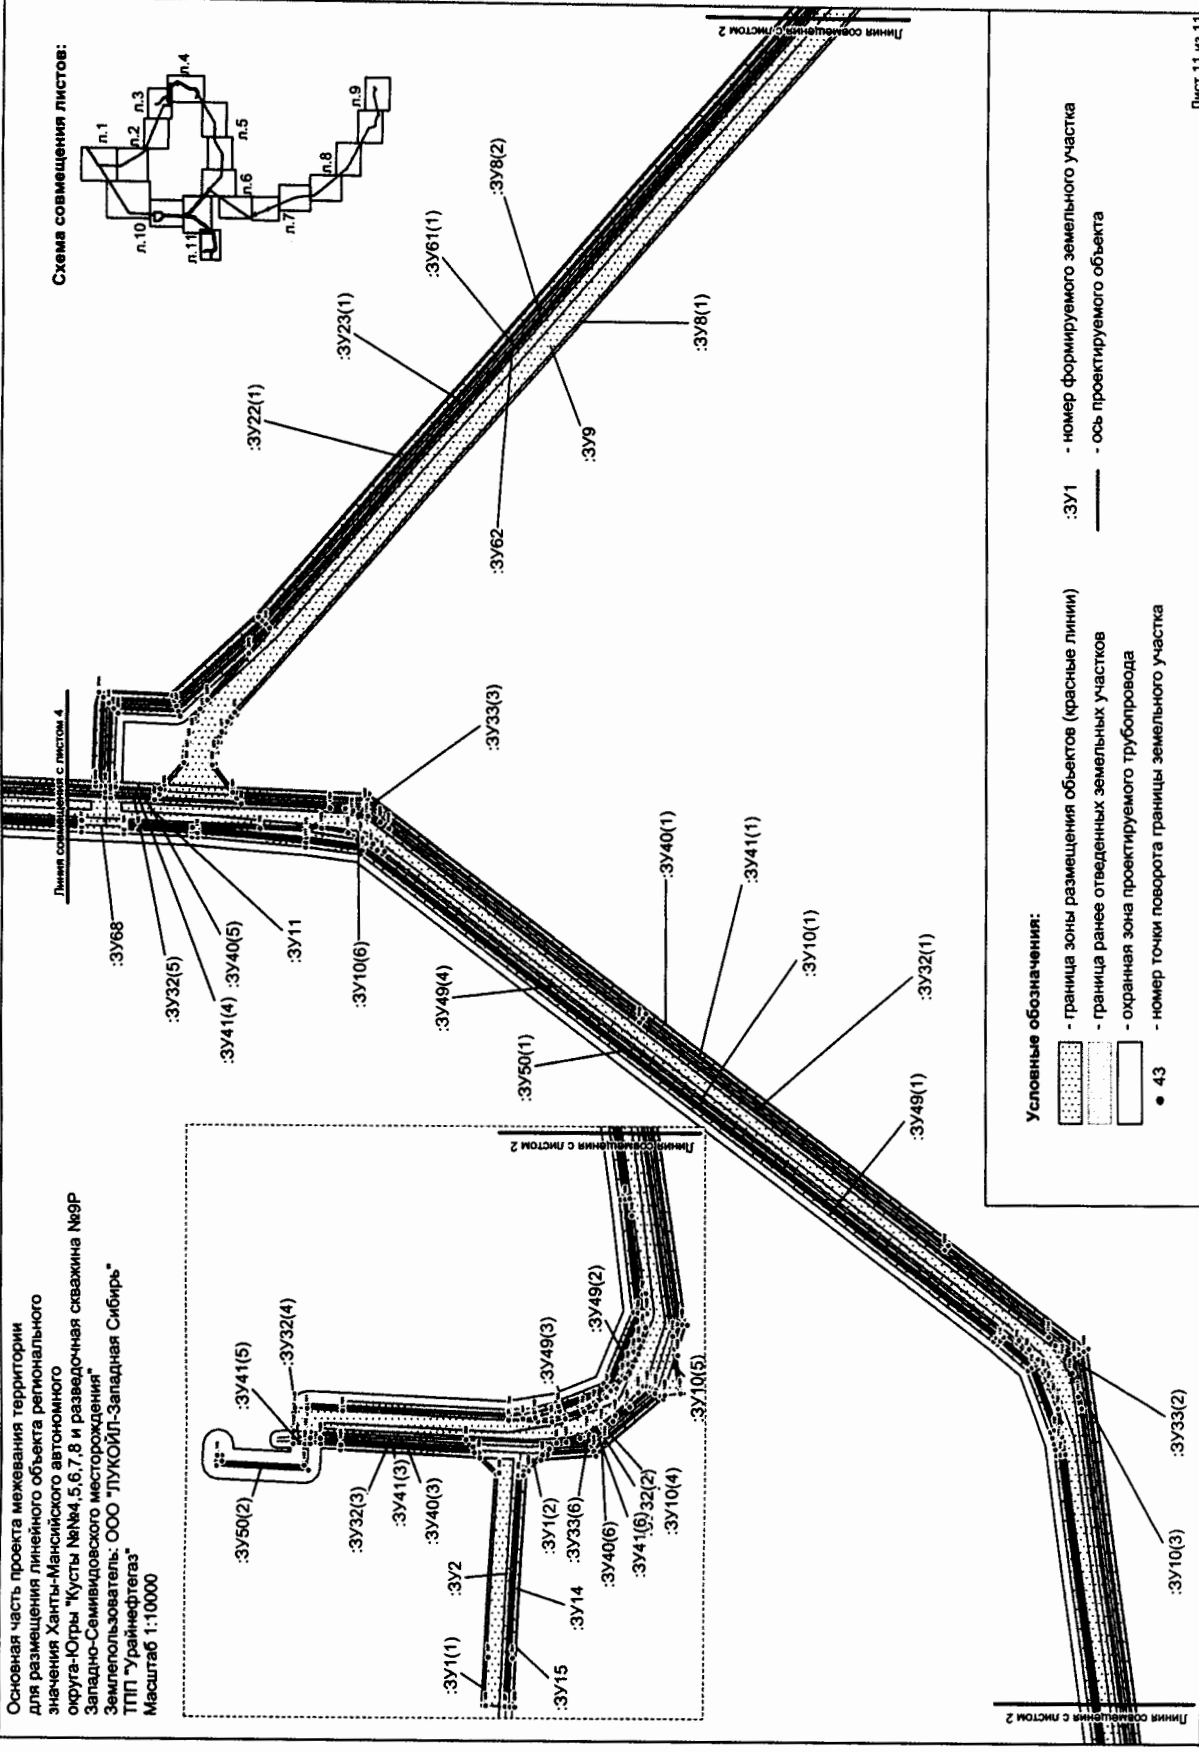 Основная часть проекта межевания территории
для размещения линейного объекта регионального
значения Ханты-Мансийского автономного
округа-Югры "Кусты №№4,5,6,7,8 и разведочная скважина №9Р
Западно-Семивидовского месторождения"
Землепользователь: ООО "ЛУКОЙЛ-Западная Сибирь"
ТПП "Урайнефтегаз"
Масштаб 1:10000
Схема совмещения листов:
л.1
л.2
л.3
л.4
л.5
л.6
л.7
л.8
л.9
л.10
л.11
Линия совмещения с листом 4
Линия совмещения с листом 2
:ЗУ22(1)
:ЗУ23(1)
:ЗУ61(1)
:ЗУ8(2)
:ЗУ62
:ЗУ9
:ЗУ8(1)
:ЗУ68
:ЗУ32(5)
:ЗУ41(4)
:ЗУ40(5)
:ЗУ11
:ЗУ10(6)
:ЗУ33(3)
:ЗУ49(4)
:ЗУ50(1)
:ЗУ40(1)
:ЗУ41(1)
:ЗУ10(1)
:ЗУ32(1)
:ЗУ49(1)
:ЗУ33(2)
:ЗУ10(3)
Линия совмещения с листом 2
:ЗУ50(2)
:ЗУ41(5)
:ЗУ32(4)
:ЗУ32(3)
:ЗУ41(3)
:ЗУ40(3)
:ЗУ49(3)
:ЗУ49(2)
:ЗУ1(1)
:ЗУ2
:ЗУ14
:ЗУ15
:ЗУ1(2)
:ЗУ33(6)
:ЗУ40(6)
:ЗУ41(6)
:ЗУ32(2)
:ЗУ10(4)
:ЗУ10(5)
Линия совмещения с листом 2
Условные обозначения:
- граница зоны размещения объектов (красные линии)
- граница ранее отведенных земельных участков
- охранная зона проектируемого трубопровода
• 43 - номер точки поворота границы земельного участка
:ЗУ1 - номер формируемого земельного участка
- ось проектируемого объекта
Лист 11 из 11